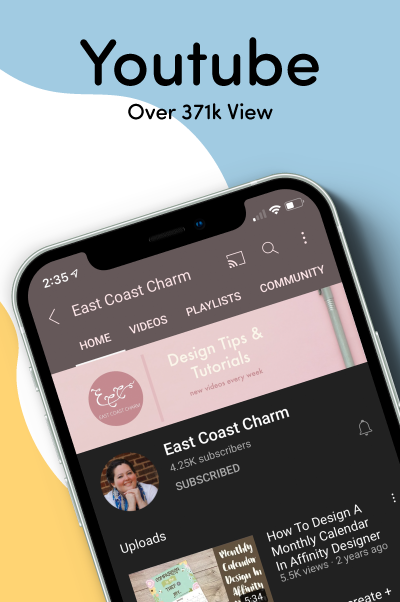 Youtube
Over 371k View
2:35
East Coast Charm
HOME
VIDEOS
PLAYLISTS
COMMUNITY
Design Tips &
Tutorials
new videos every week
EAST COAST CHARM
East Coast Charm
4.25K subscribers
SUBSCRIBED
Uploads
Monthly
Calendar
Design In
Affinity
5:34
How To Design A
Monthly Calendar
In Affinity Designer
5.5K views · 2 years ago
create +